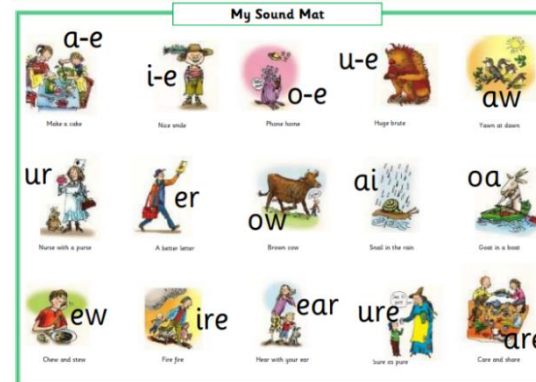 My Sound Mat
a-e
i-e
o-e
u-e
aw
Make a cake
Nice smile
Phone home
Huge brute
Yawn at dawn
ur
er
ow
ai
oa
Nurse with a purse
A better letter
Brown cow
Snail in the rain
Goat in a boat
ew
ire
ear
ure
are
Chew and stew
Fire fire
Hear with your ear
Sure as pure
Care and share